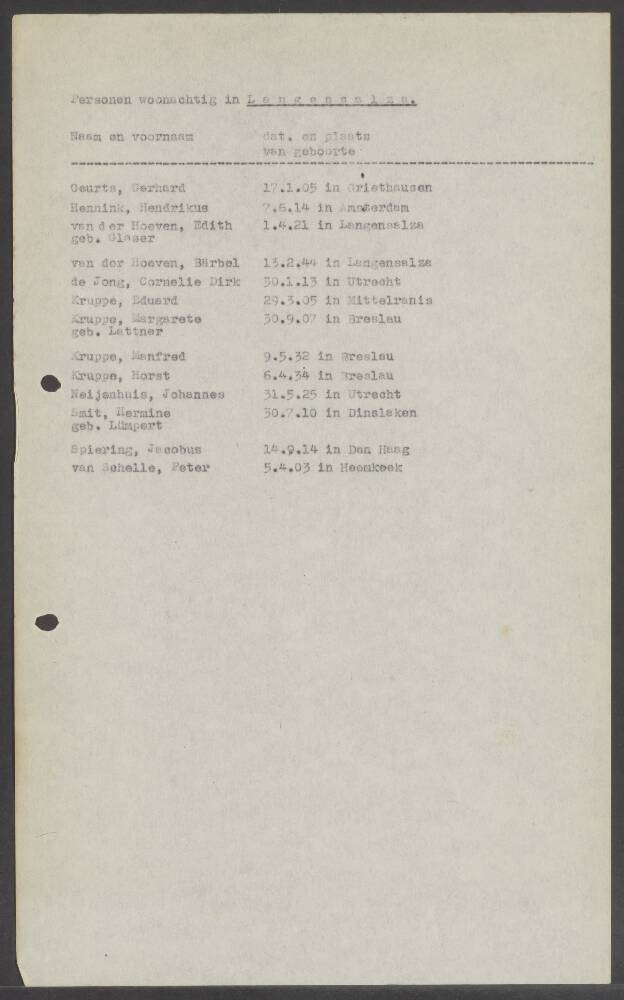 Personen woonachtig in L a n g e n s a l z a.
Naam en voornaam dat. en plaats
van geboorte
Geurts, Gerhard 17.1.05 in Griethausen
Hennink, Hendrikus 7.6.14 in Amsterdam
van der Hoeven, Edith 1.4.21 in Langensalza
geb. Glaser
van der Hoeven, Bärbel 13.2.44 in Langensalza
de Jong, Cornelie Dirk 30.1.13 in Utrecht
Kruppe, Eduard 29.3.05 in Mittelranis
Kruppe, Margarete 30.9.07 in Breslau
geb. Lattner
Kruppe, Manfred 9.5.32 in Breslau
Kruppe, Horst 6.4.34 in Breslau
Neijenhuis, Johannes 31.5.25 in Utrecht
Smit, Hermine 30.7.10 in Dinslaken
geb. Lümpert
Spiering, Jacobus 14.9.14 in Den Haag
van Schelle, Peter 5.4.03 in Heemkeek